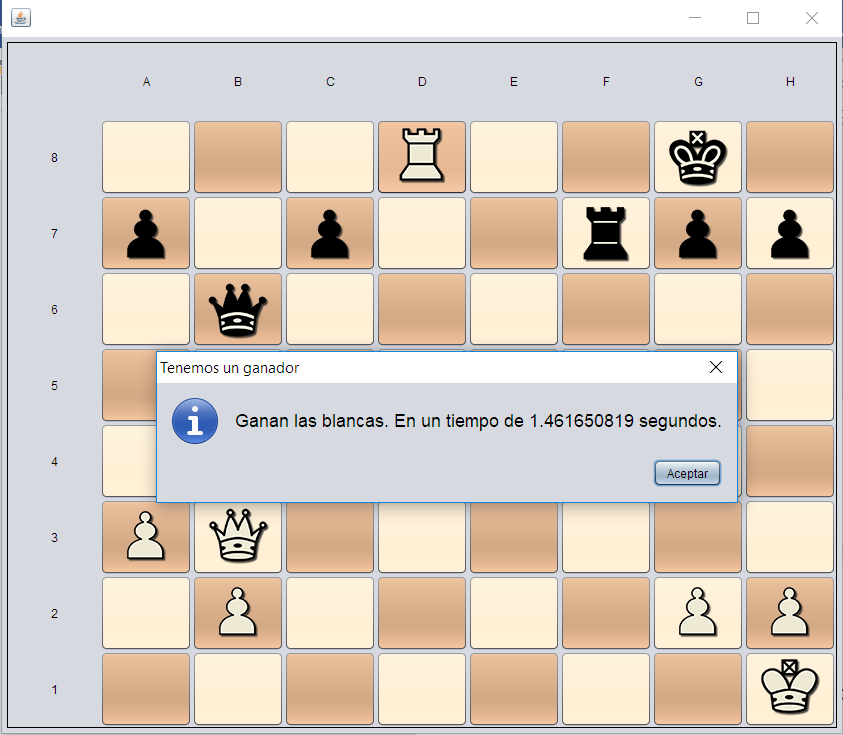 A B C D E F G H
8
7
6
Tenemos un ganador
5
Ganan las blancas. En un tiempo de 1.461650819 segundos.
4
Aceptar
3
2
1